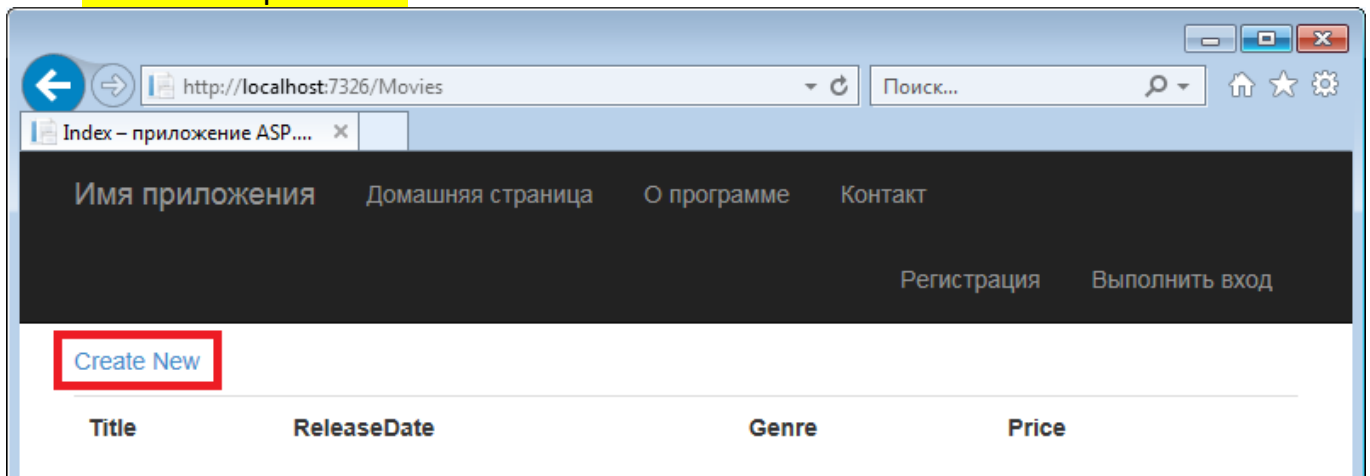 http://localhost:7326/Movies
Поиск...
Index – приложение ASP....
Имя приложения Домашняя страница О программе Контакт
Регистрация Выполнить вход
Create New
Title ReleaseDate Genre Price